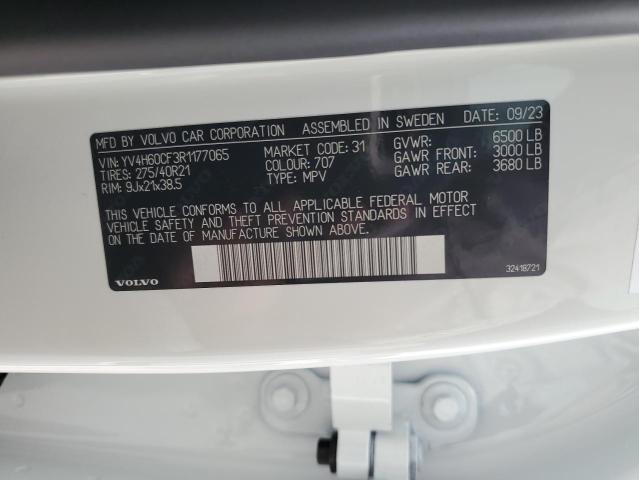 MFD BY VOLVO CAR CORPORATION ASSEMBLED IN SWEDEN DATE: 09/23
VIN: YV4H60CF3R1177065 MARKET CODE: 31 GVWR: 6500 LB
TIRES: 275/40R21 COLOUR: 707 GAWR FRONT: 3000 LB
RIM: 9Jx21x38.5 TYPE: MPV GAWR REAR: 3680 LB
THIS VEHICLE CONFORMS TO ALL APPLICABLE FEDERAL MOTOR
VEHICLE SAFETY AND THEFT PREVENTION STANDARDS IN EFFECT
ON THE DATE OF MANUFACTURE SHOWN ABOVE.
VOLVO 32418721